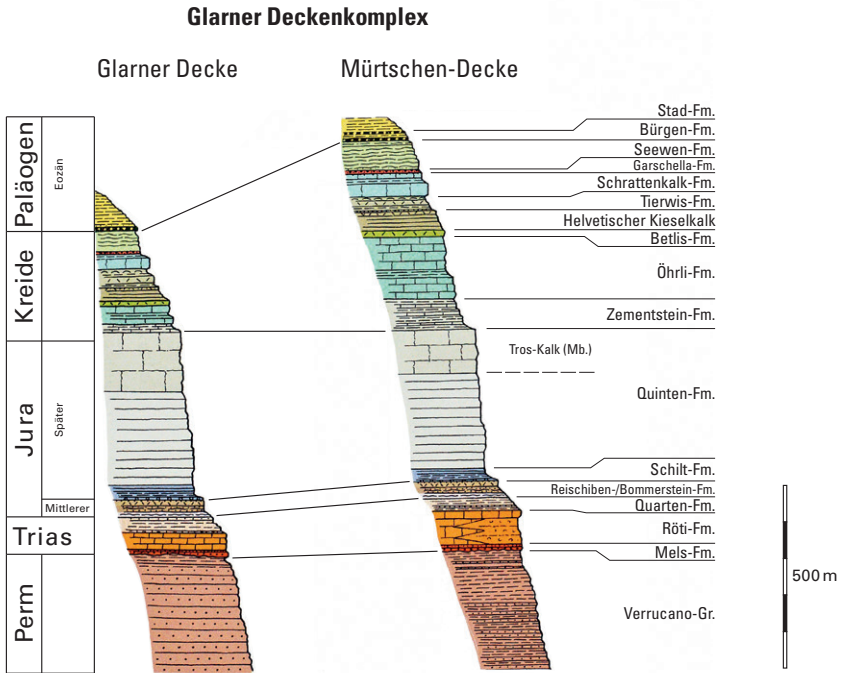 Glarner Deckenkomplex
Glarner Decke
Mürtschen-Decke
Paläogen
Eozän
Kreide
Jura
Später
Mittlerer
Trias
Perm
Stad-Fm.
Bürgen-Fm.
Seewen-Fm.
Garschella-Fm.
Schrattenkalk-Fm.
Tierwis-Fm.
Helvetischer Kieselkalk
Betlis-Fm.
Öhrli-Fm.
Zementstein-Fm.
Tros-Kalk (Mb.)
Quinten-Fm.
Schilt-Fm.
Reischiben-/Bommerstein-Fm.
Quarten-Fm.
Röti-Fm.
Mels-Fm.
Verrucano-Gr.
500 m